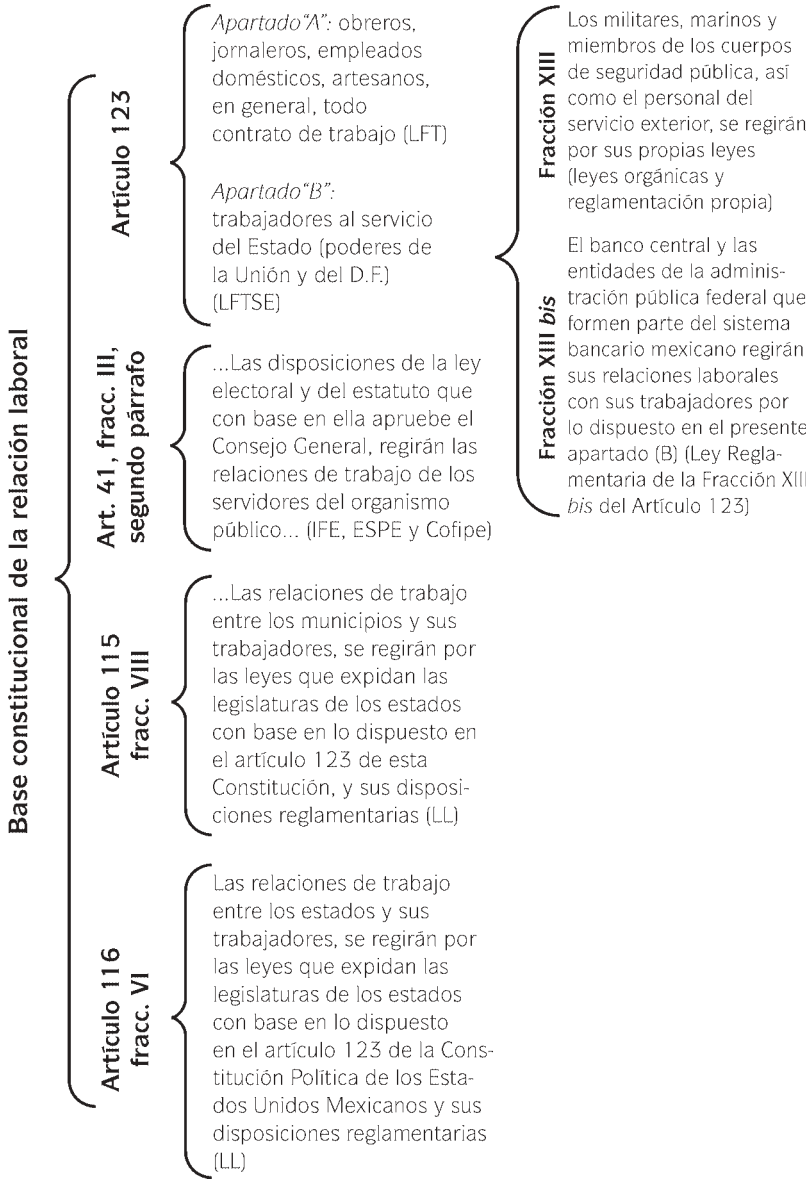 Base constitucional de la relación laboral
Artículo 123
Apartado "A": obreros,
jornaleros, empleados
domésticos, artesanos,
en general, todo
contrato de trabajo (LFT)
Apartado "B":
trabajadores al servicio
del Estado (poderes de
la Unión y del D.F.)
(LFTSE)
Fracción XIII
Los militares, marinos y
miembros de los cuerpos
de seguridad pública, así
como el personal del
servicio exterior, se regirán
por sus propias leyes
(leyes orgánicas y
reglamentación propia)
Fracción XIII bis
El banco central y las
entidades de la adminis-
tración pública federal que
formen parte del sistema
bancario mexicano regirán
sus relaciones laborales
con sus trabajadores por
lo dispuesto en el presente
apartado (B) (Ley Regla-
mentaria de la Fracción XIII
bis del Artículo 123)
Art. 41, fracc. III,
segundo párrafo
...Las disposiciones de la ley
electoral y del estatuto que
con base en ella apruebe el
Consejo General, regirán las
relaciones de trabajo de los
servidores del organismo
público... (IFE, ESPE y Cofipe)
Artículo 115
fracc. VIII
...Las relaciones de trabajo
entre los municipios y sus
trabajadores, se regirán por
las leyes que expidan las
legislaturas de los estados
con base en lo dispuesto en
el artículo 123 de esta
Constitución, y sus disposi-
ciones reglamentarias (LL)
Artículo 116
fracc. VI
Las relaciones de trabajo
entre los estados y sus
trabajadores, se regirán por
las leyes que expidan las
legislaturas de los estados
con base en lo dispuesto
en el artículo 123 de la Cons-
titución Política de los Esta-
dos Unidos Mexicanos y sus
disposiciones reglamentarias
(LL)